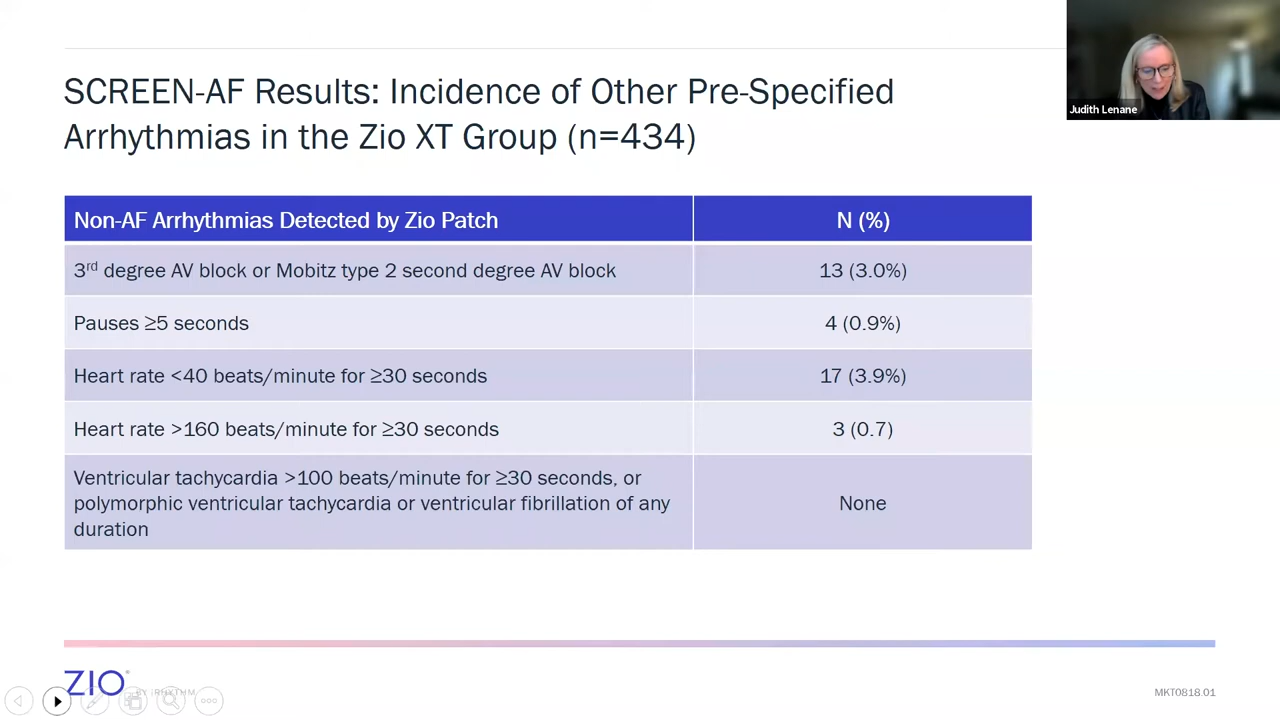 Judith Lenane
SCREEN-AF Results: Incidence of Other Pre-Specified
Arrhythmias in the Zio XT Group (n=434)
Non-AF Arrhythmias Detected by Zio Patch N (%)
3rd degree AV block or Mobitz type 2 second degree AV block 13 (3.0%)
Pauses ≥5 seconds 4 (0.9%)
Heart rate <40 beats/minute for ≥30 seconds 17 (3.9%)
Heart rate >160 beats/minute for ≥30 seconds 3 (0.7)
Ventricular tachycardia >100 beats/minute for ≥30 seconds, or
polymorphic ventricular tachycardia or ventricular fibrillation of any
duration
None
ZIO®
BY iRHYTHM
MKT0818.01